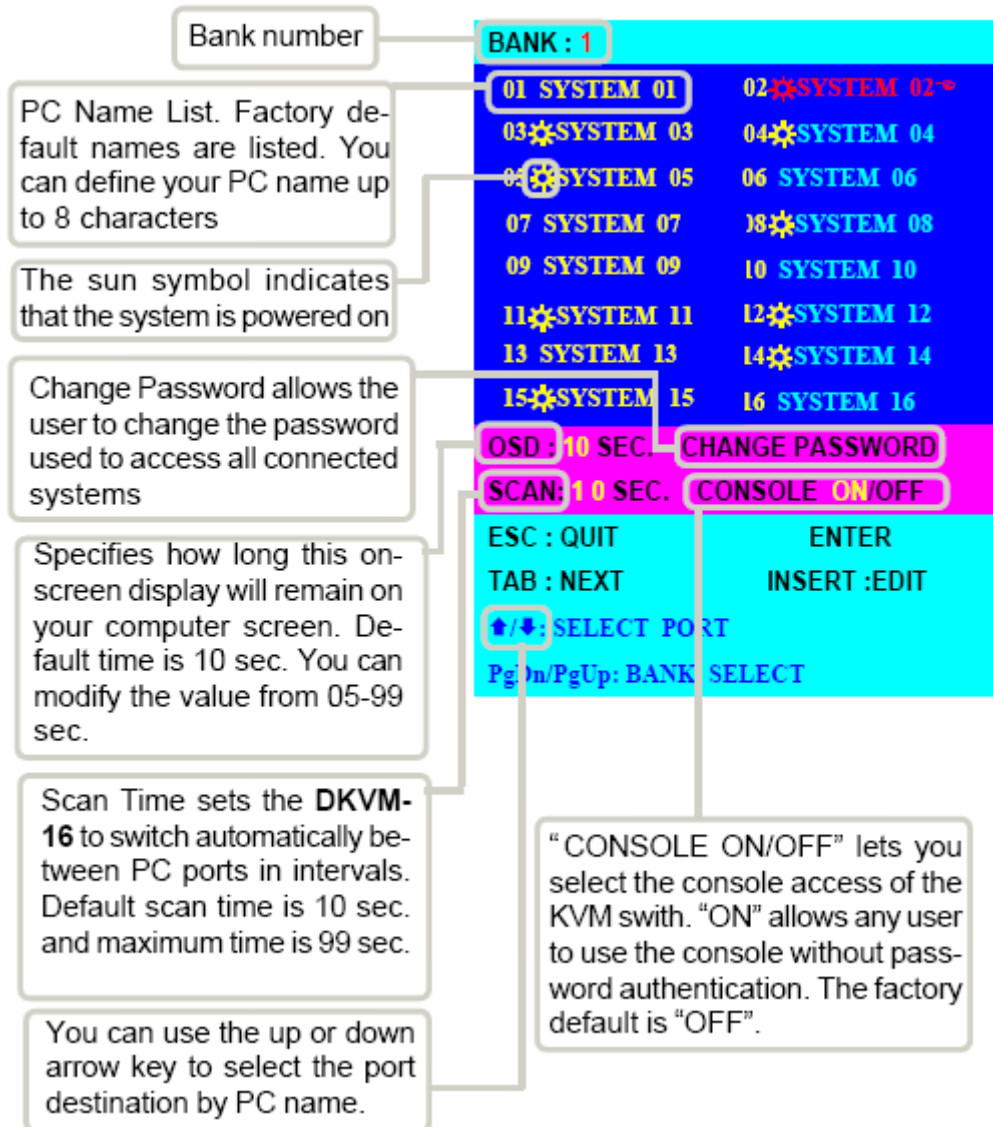 Bank number
BANK : 1
PC Name List. Factory de-
fault names are listed. You
can define your PC name up
to 8 characters
The sun symbol indicates
that the system is powered on
Change Password allows the
user to change the password
used to access all connected
systems
Specifies how long this on-
screen display will remain on
your computer screen. De-
fault time is 10 sec. You can
modify the value from 05-99
sec.
Scan Time sets the DKVM-
16 to switch automatically be-
tween PC ports in intervals.
Default scan time is 10 sec.
and maximum time is 99 sec.
You can use the up or down
arrow key to select the port
destination by PC name.
01 SYSTEM 01 02 SYSTEM 02
03 SYSTEM 03 04 SYSTEM 04
05 SYSTEM 05 06 SYSTEM 06
07 SYSTEM 07 08 SYSTEM 08
09 SYSTEM 09 10 SYSTEM 10
11 SYSTEM 11 12 SYSTEM 12
13 SYSTEM 13 14 SYSTEM 14
15 SYSTEM 15 16 SYSTEM 16
OSD : 10 SEC. CHANGE PASSWORD
SCAN: 1 0 SEC. CONSOLE ON/OFF
ESC : QUIT ENTER
TAB : NEXT INSERT :EDIT
⬆/⬇: SELECT PORT
PgDn/PgUp: BANK SELECT
“CONSOLE ON/OFF” lets you
select the console access of the
KVM swith. “ON” allows any user
to use the console without pass-
word authentication. The factory
default is “OFF”.